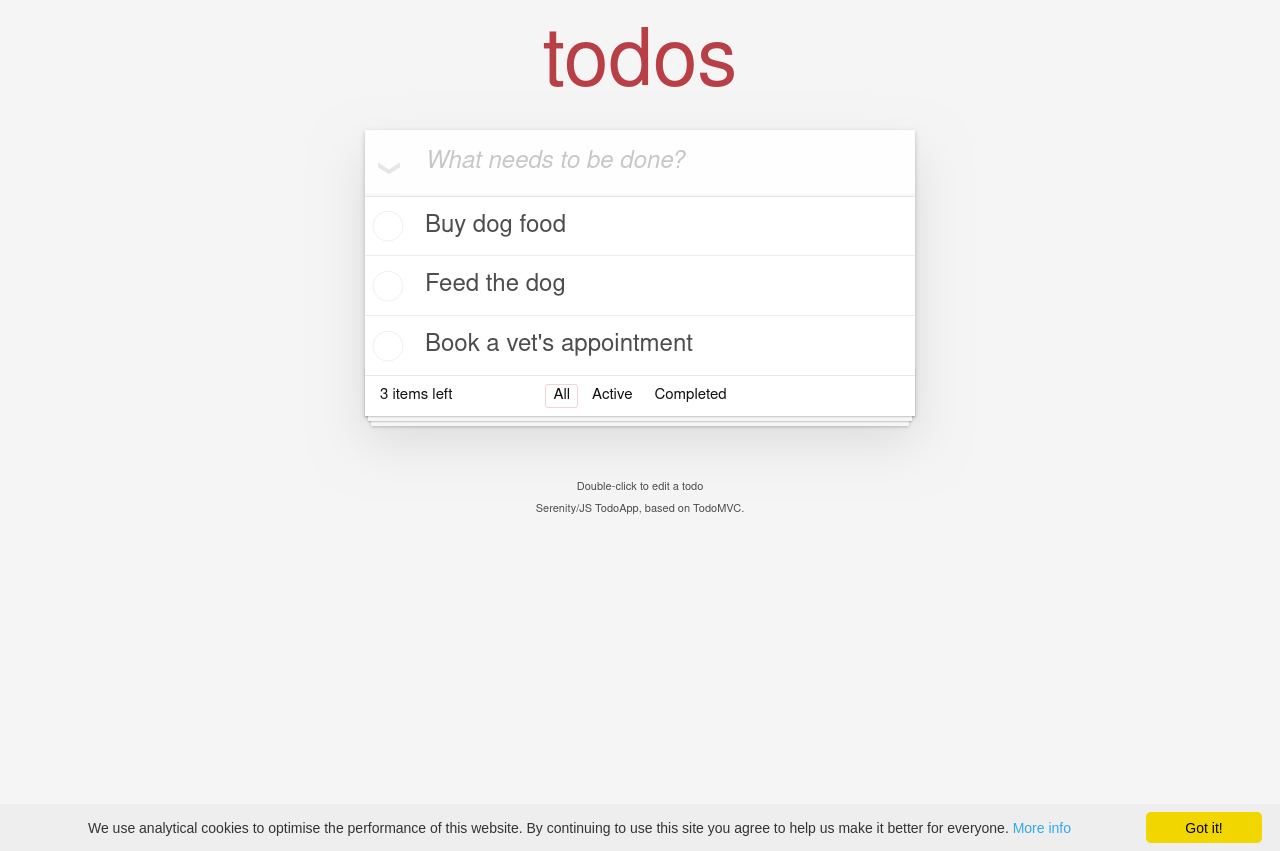 todos
What needs to be done?
Buy dog food
Feed the dog
Book a vet's appointment
3 items left All Active Completed
Double-click to edit a todo
Serenity/JS TodoApp, based on TodoMVC.
We use analytical cookies to optimise the performance of this website. By continuing to use this site you agree to help us make it better for everyone. More info Got it!